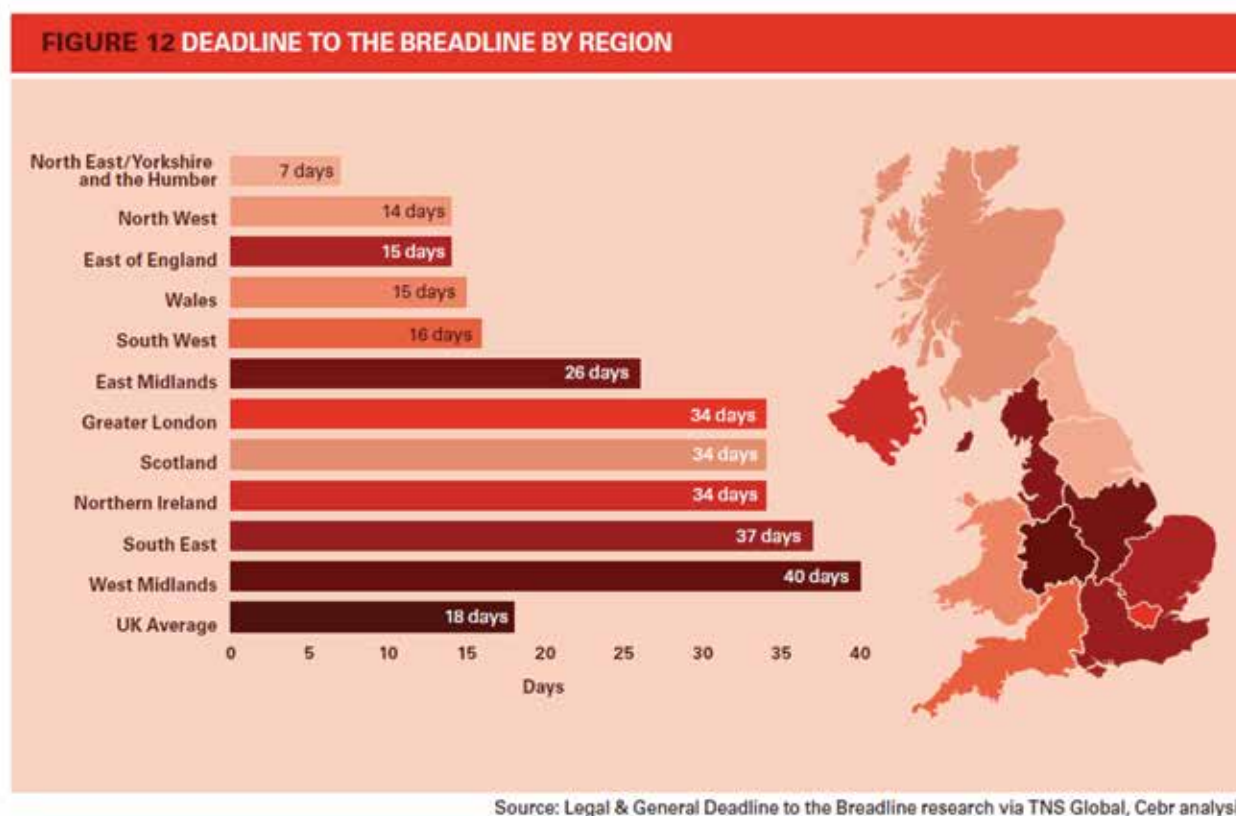 FIGURE 12 DEADLINE TO THE BREADLINE BY REGION
North East/Yorkshire
and the Humber
7 days
North West
14 days
East of England
15 days
Wales
15 days
South West
16 days
East Midlands
26 days
Greater London
34 days
Scotland
34 days
Northern Ireland
34 days
South East
37 days
West Midlands
40 days
UK Average
18 days
0 5 10 15 20 25 30 35 40
Days
Source: Legal & General Deadline to the Breadline research via TNS Global, Cebr analysi